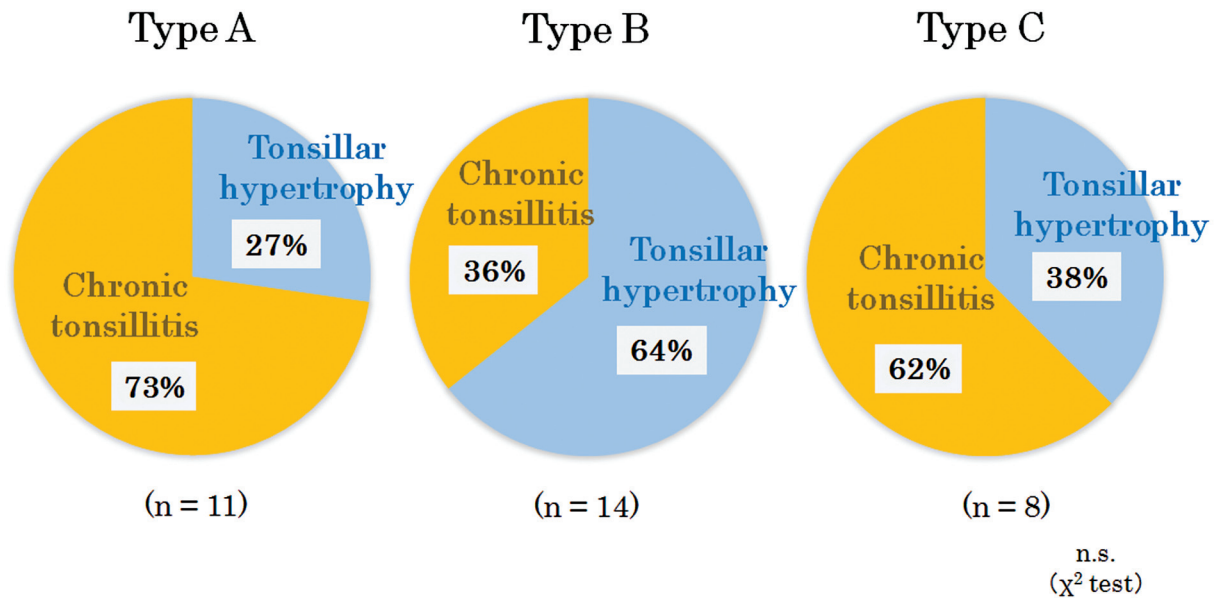 Type A
Tonsillar
hypertrophy
27%
Chronic
tonsillitis
73%
(n = 11)
Type B
Chronic
tonsillitis
36%
Tonsillar
hypertrophy
64%
(n = 14)
Type C
Tonsillar
hypertrophy
38%
Chronic
tonsillitis
62%
(n = 8)
n.s.
(χ² test)